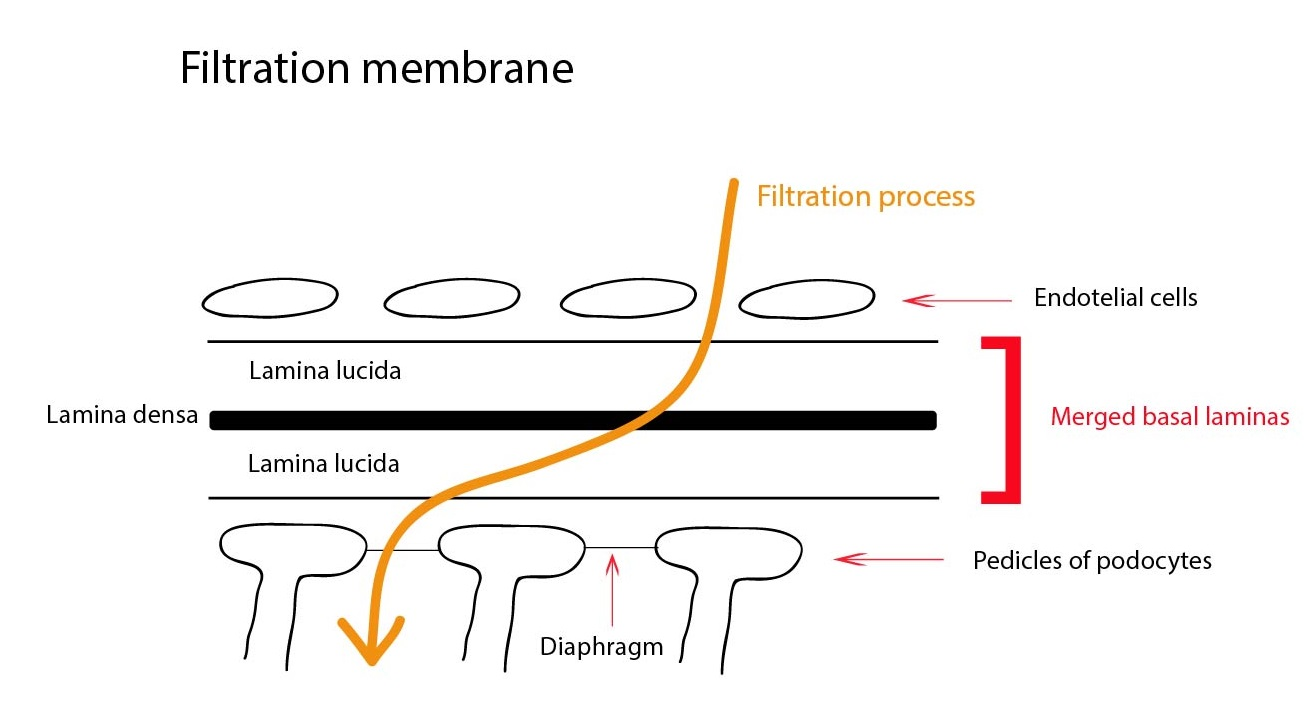 Filtration membrane
Filtration process
Endotelial cells
Lamina lucida
Lamina densa
Merged basal laminas
Lamina lucida
Pedicles of podocytes
Diaphragm